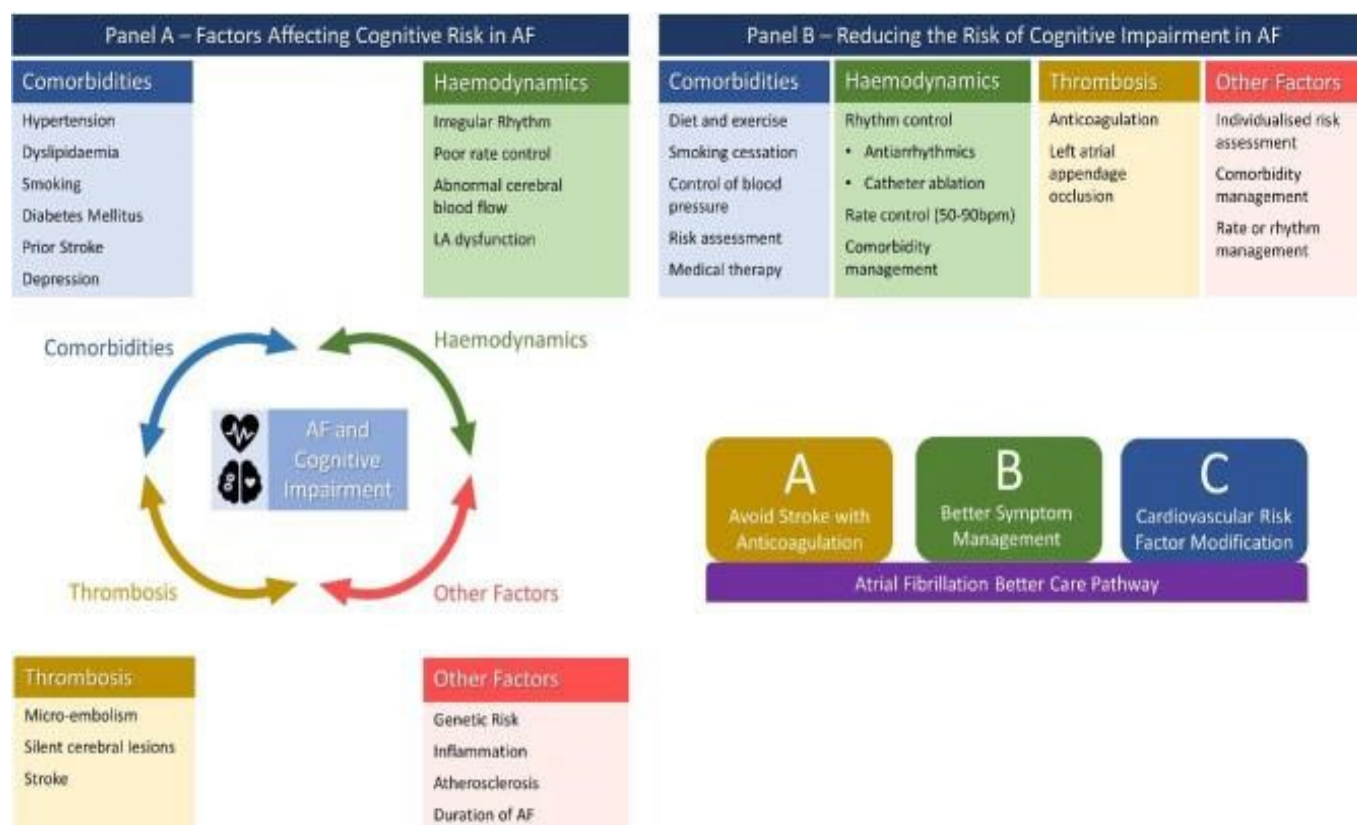 Panel A – Factors Affecting Cognitive Risk in AF
Comorbidities
Hypertension
Dyslipidaemia
Smoking
Diabetes Mellitus
Prior Stroke
Depression
Haemodynamics
Irregular Rhythm
Poor rate control
Abnormal cerebral
blood flow
LA dysfunction
Comorbidities
Haemodynamics
AF and
Cognitive
Impairment
Thrombosis
Other Factors
Thrombosis
Micro-embolism
Silent cerebral lesions
Stroke
Other Factors
Genetic Risk
Inflammation
Atherosclerosis
Duration of AF
Panel B – Reducing the Risk of Cognitive Impairment in AF
Comorbidities
Diet and exercise
Smoking cessation
Control of blood
pressure
Risk assessment
Medical therapy
Haemodynamics
Rhythm control
• Antiarrhythmics
• Catheter ablation
Rate control (50-90bpm)
Comorbidity
management
Thrombosis
Anticoagulation
Left atrial
appendage
occlusion
Other Factors
Individualised risk
assessment
Comorbidity
management
Rate or rhythm
management
A
Avoid Stroke with
Anticoagulation
B
Better Symptom
Management
C
Cardiovascular Risk
Factor Modification
Atrial Fibrillation Better Care Pathway